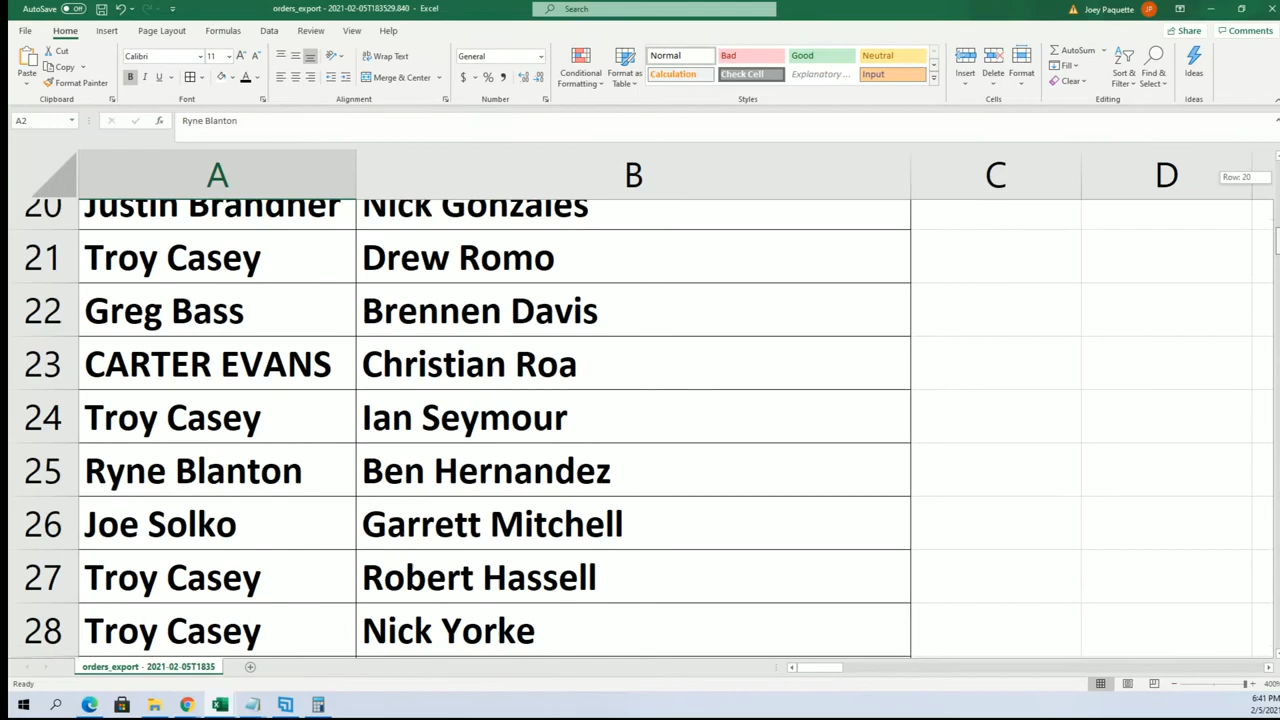 AutoSave Off orders_export - 2021-02-05T183529.840 - Excel Search Joey Paquette JP
File Home Insert Page Layout Formulas Data Review View Help Share Comments
Paste Cut Copy Format Painter Clipboard
Calibri 11 B I U A Font
Wrap Text Merge & Center Alignment
General $ % Number
Conditional Formatting Format as Table
Normal Bad Good Neutral
Calculation Check Cell Explanatory ... Input
Styles
Insert Delete Format Cells
AutoSum Fill Clear Sort & Filter Find & Select Editing
Ideas Ideas
A2 fx Ryne Blanton
A B C D
Row: 20
20 Justin Brandner Nick Gonzales
21 Troy Casey Drew Romo
22 Greg Bass Brennen Davis
23 CARTER EVANS Christian Roa
24 Troy Casey Ian Seymour
25 Ryne Blanton Ben Hernandez
26 Joe Solko Garrett Mitchell
27 Troy Casey Robert Hassell
28 Troy Casey Nick Yorke
orders_export - 2021-02-05T1835
Ready 400%
6:41 PM
2/5/2021